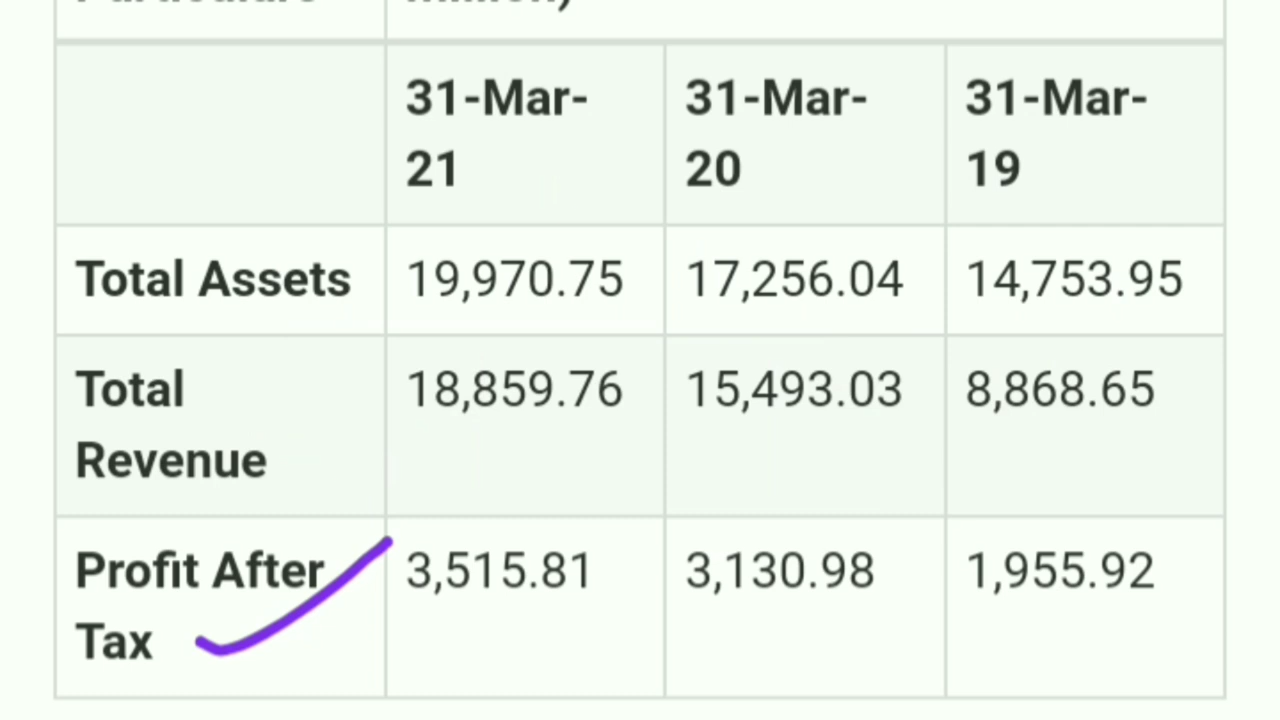 31-Mar- 31-Mar- 31-Mar-
21 20 19
Total Assets 19,970.75 17,256.04 14,753.95
Total 18,859.76 15,493.03 8,868.65
Revenue
Profit After 3,515.81 3,130.98 1,955.92
Tax